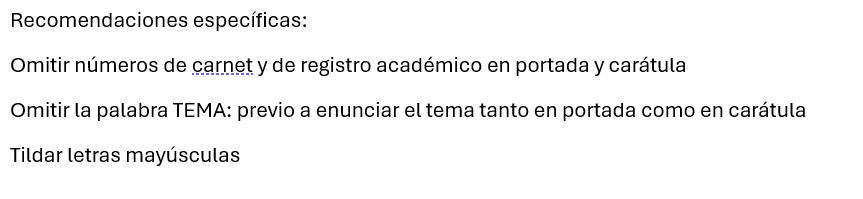 Recomendaciones específicas:
Omitir números de carnet y de registro académico en portada y carátula
Omitir la palabra TEMA: previo a enunciar el tema tanto en portada como en carátula
Tildar letras mayúsculas